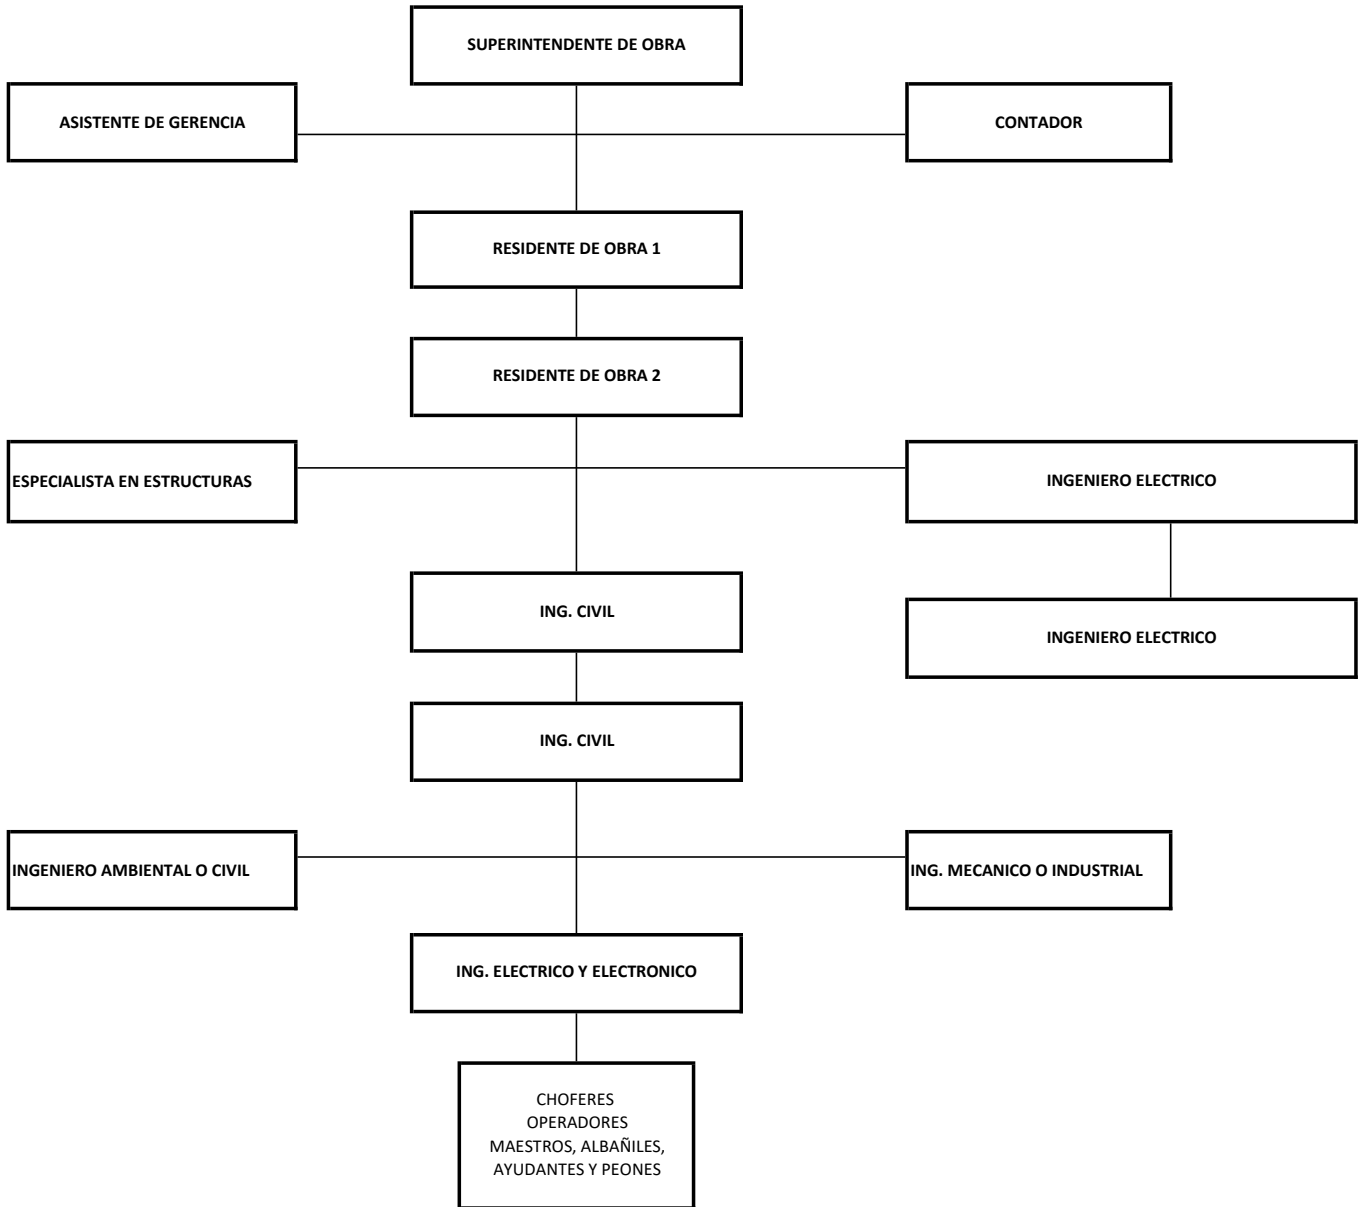 SUPERINTENDENTE DE OBRA
ASISTENTE DE GERENCIA
CONTADOR
RESIDENTE DE OBRA 1
RESIDENTE DE OBRA 2
ESPECIALISTA EN ESTRUCTURAS
INGENIERO ELECTRICO
ING. CIVIL
INGENIERO ELECTRICO
ING. CIVIL
INGENIERO AMBIENTAL O CIVIL
ING. MECANICO O INDUSTRIAL
ING. ELECTRICO Y ELECTRONICO
CHOFERES
OPERADORES
MAESTROS, ALBAÑILES,
AYUDANTES Y PEONES